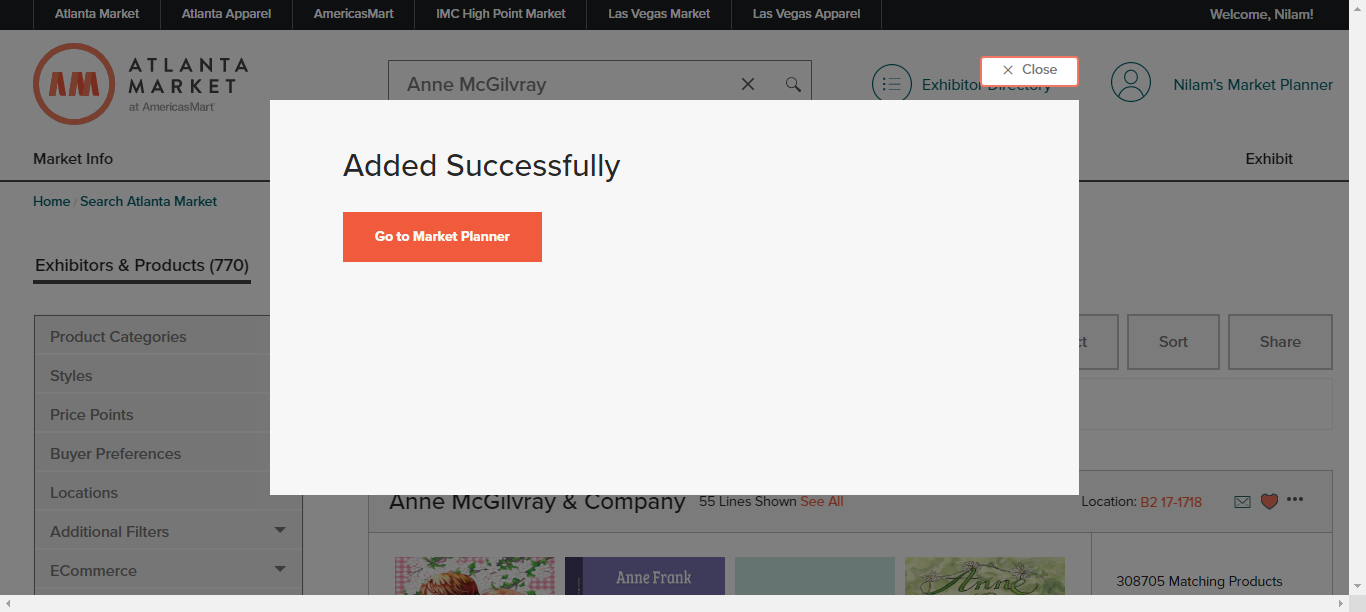 Atlanta Market Atlanta Apparel AmericasMart IMC High Point Market Las Vegas Market Las Vegas Apparel Welcome, Nilam!
ATLANTA
MARKET
at AmericasMart
AM
Anne McGilvray
Exhibitor Directory
Close
Nilam's Market Planner
Market Info
Exhibit
Home / Search Atlanta Market
Added Successfully
Go to Market Planner
Exhibitors & Products (770)
Product Categories
Styles
Price Points
Buyer Preferences
Locations
Additional Filters
ECommerce
ct
Sort
Share
Anne McGilvray & Company 55 Lines Shown See All
Location: B2 17-1718
Anne Frank
Anne
308705 Matching Products